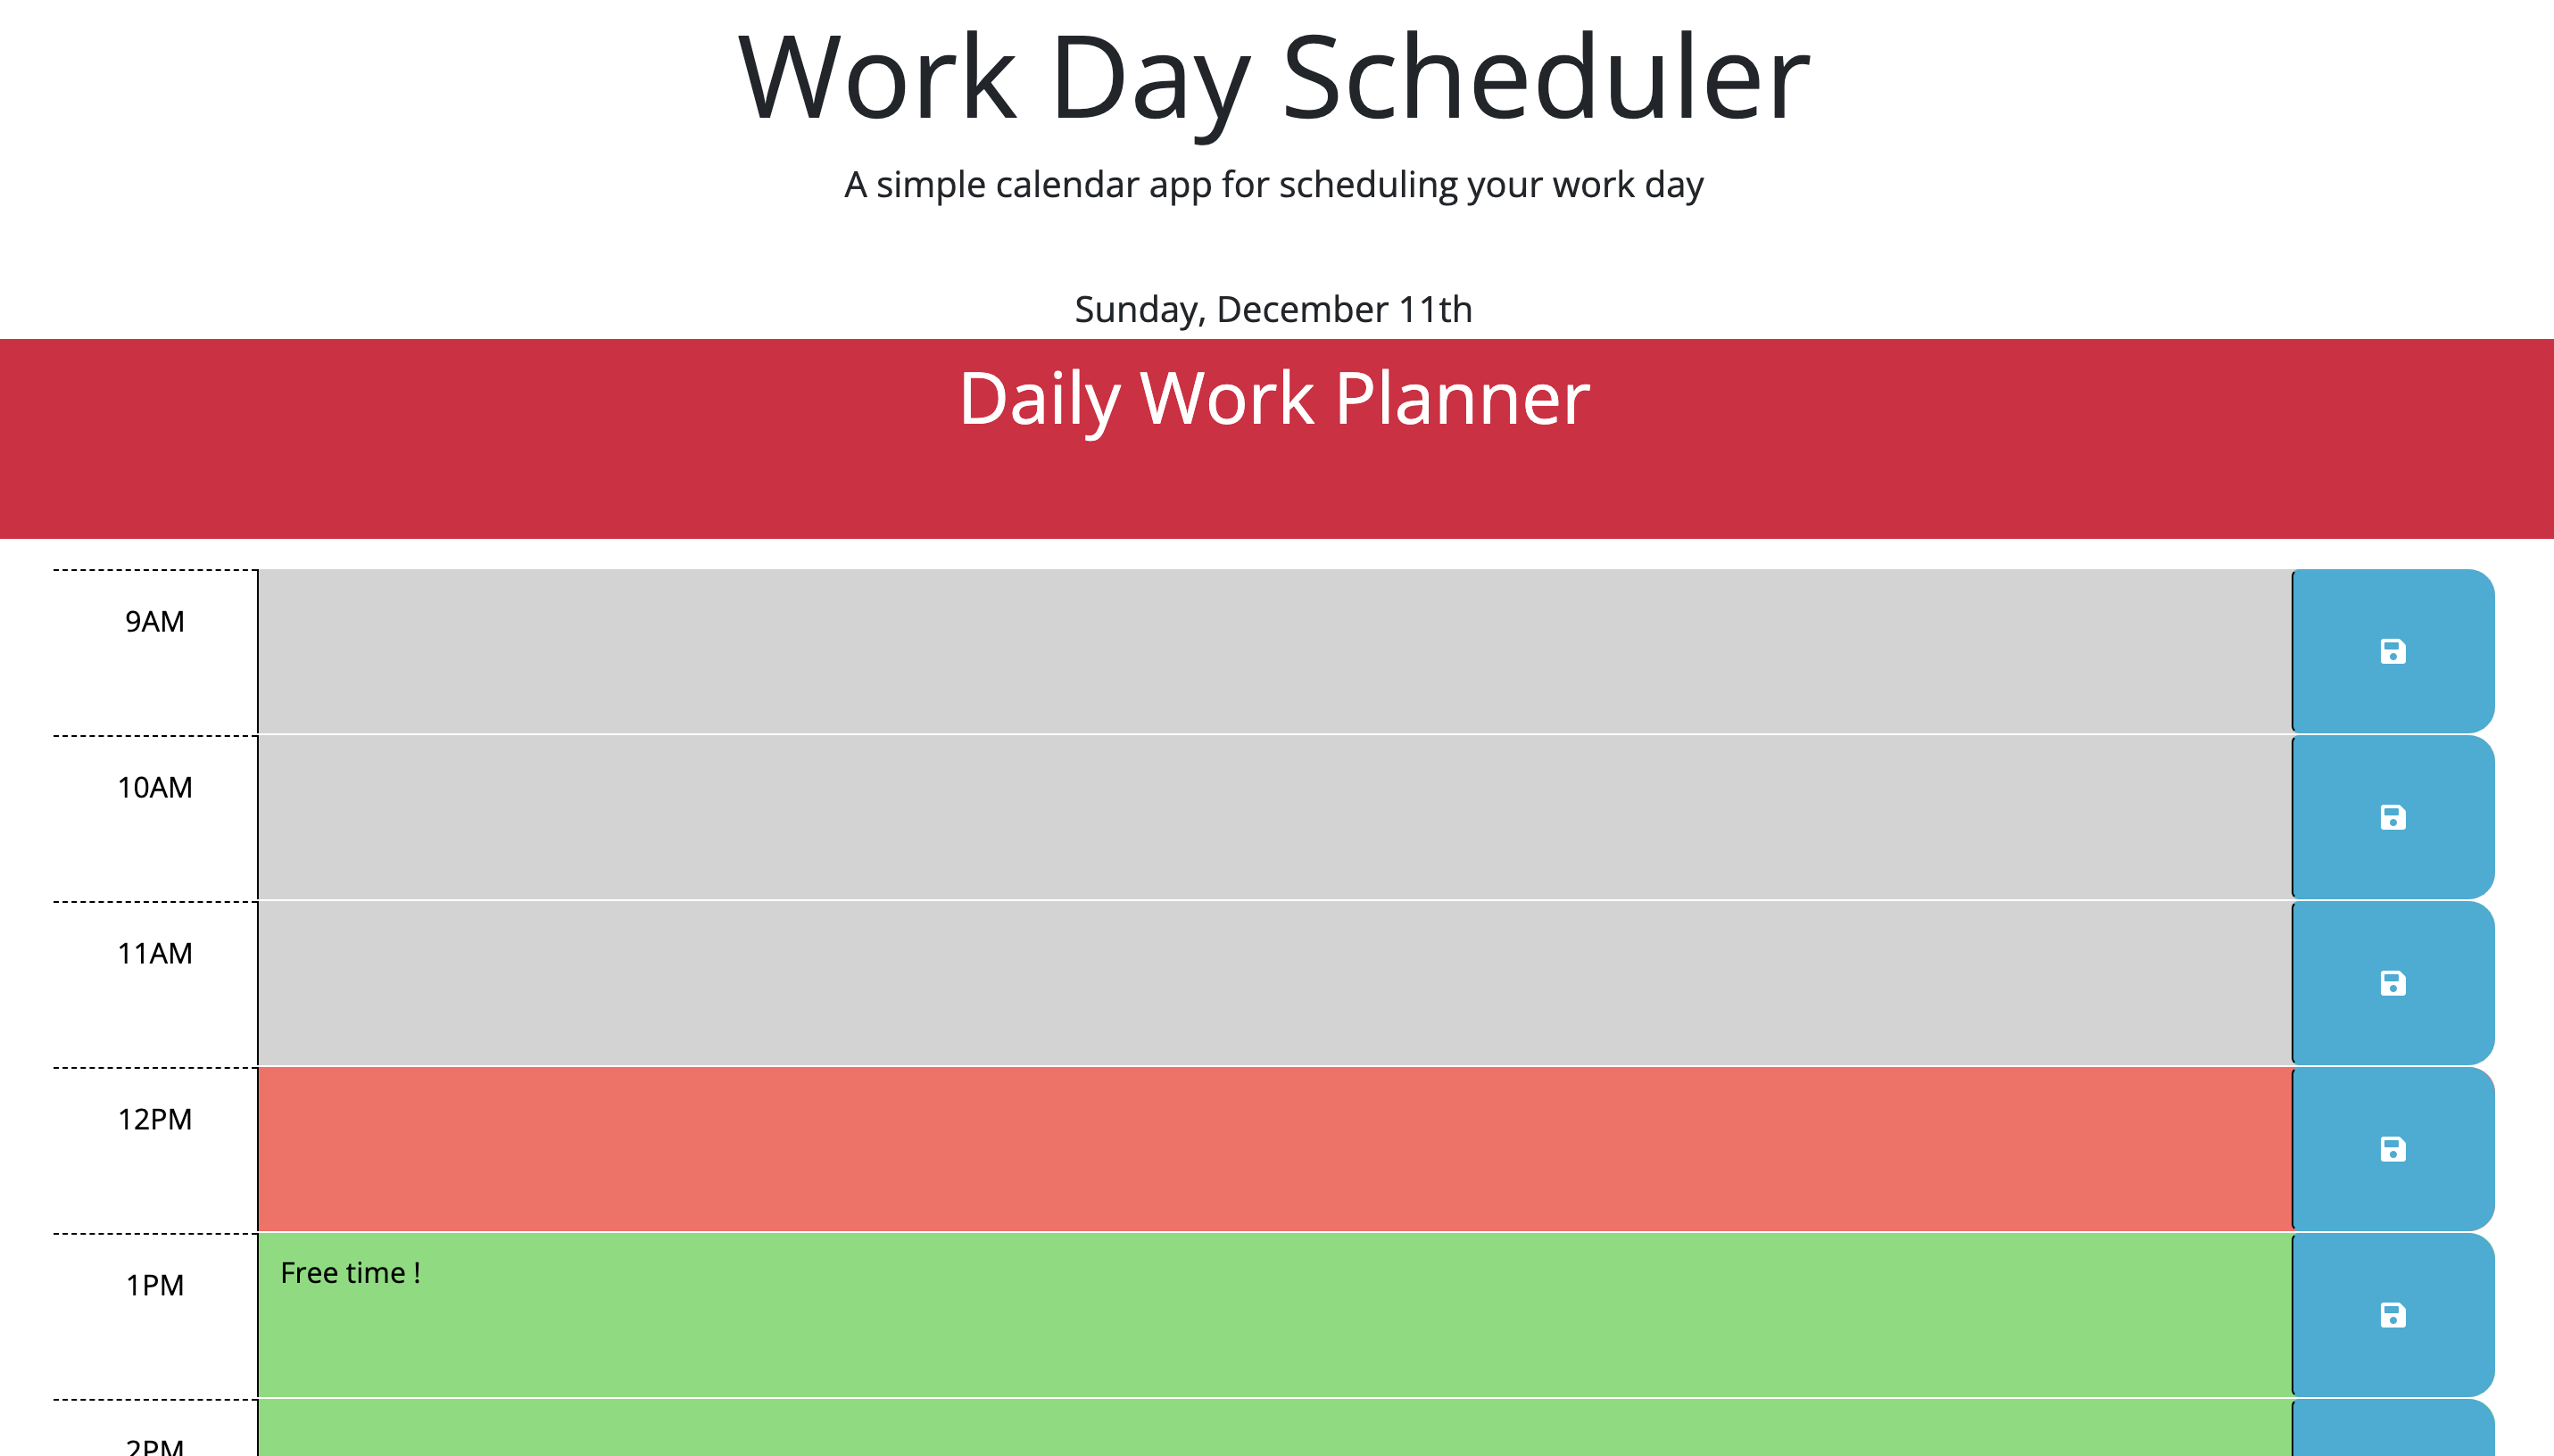 Work Day Scheduler
A simple calendar app for scheduling your work day
Sunday, December 11th
Daily Work Planner
9AM
10AM
11AM
12PM
1PM
Free time !
2PM